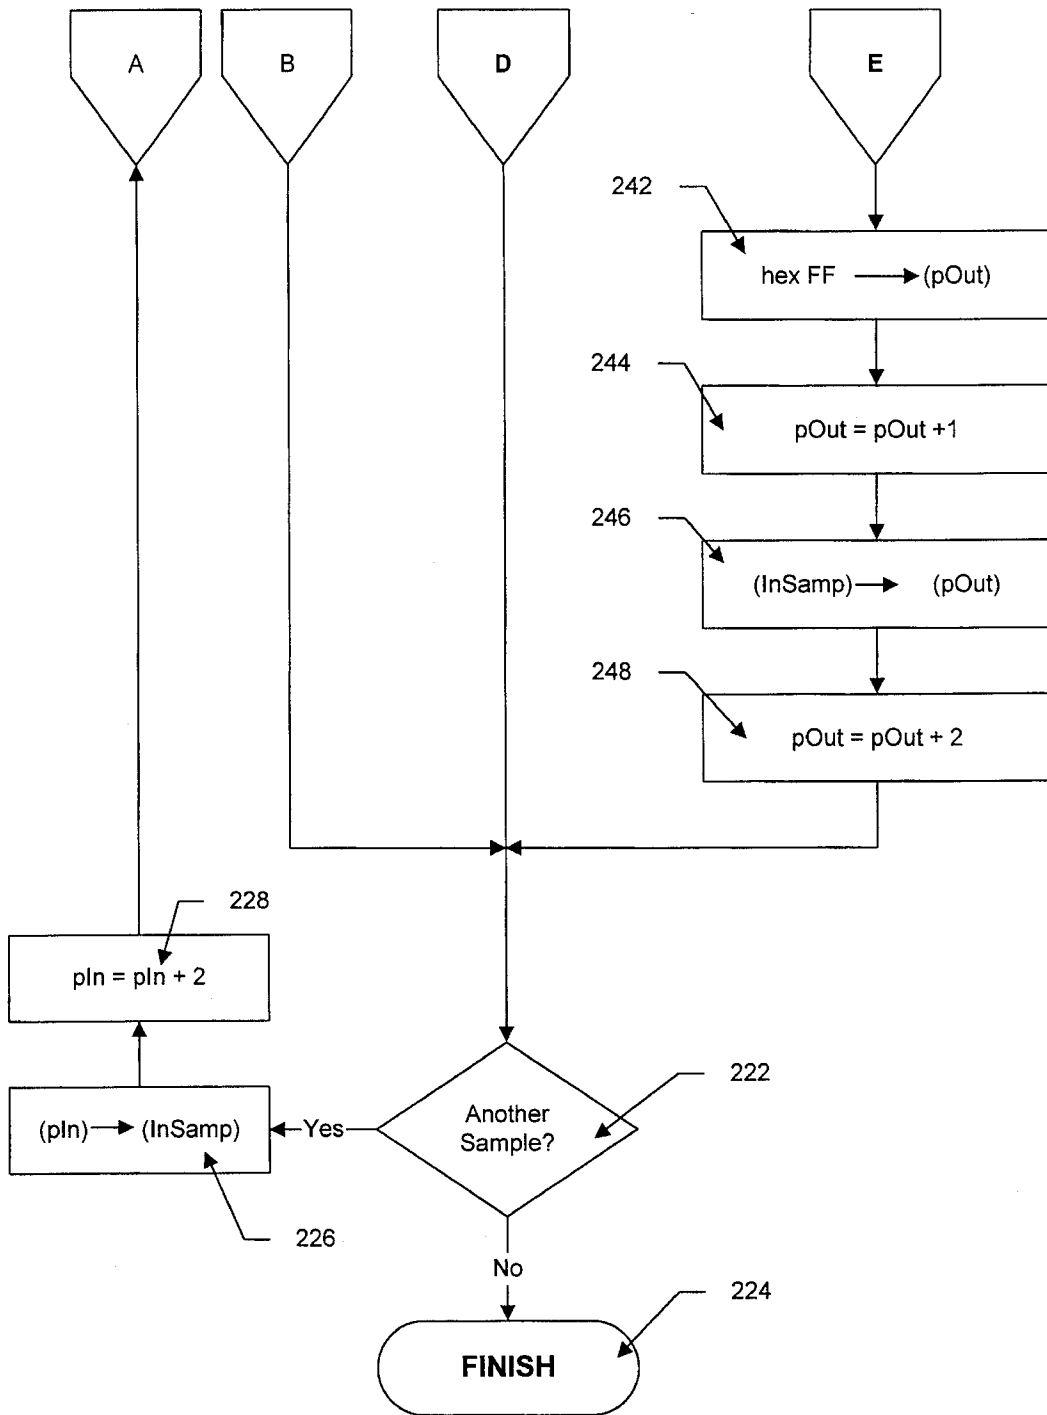 A
B
D
E
242
hex FF (pOut)
244
pOut = pOut +1
246
(InSamp) (pOut)
248
pOut = pOut + 2
228
pIn = pIn + 2
222
Another
Sample?
Yes
(pIn) (InSamp)
226
No
224
FINISH